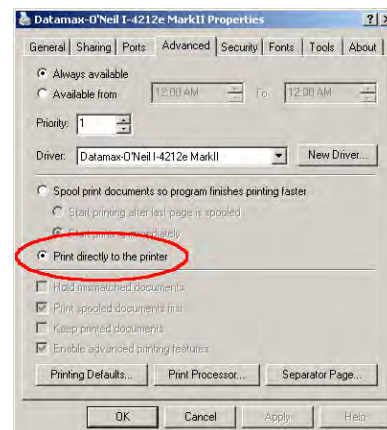 Datamax-O'Neil I-4212e MarkII Properties
General Sharing Ports Advanced Security Fonts Tools About
Always available
Available from 12:00 AM To 12:00 AM
Priority: 1
Driver: Datamax-O'Neil I-4212e MarkII New Driver...
Spool print documents so program finishes printing faster
Start printing after last page is spooled
Start printing immediately
Print directly to the printer
Hold mismatched documents
Print spooled documents first
Keep printed documents
Enable advanced printing features
Printing Defaults... Print Processor... Separator Page...
OK Cancel Apply Help